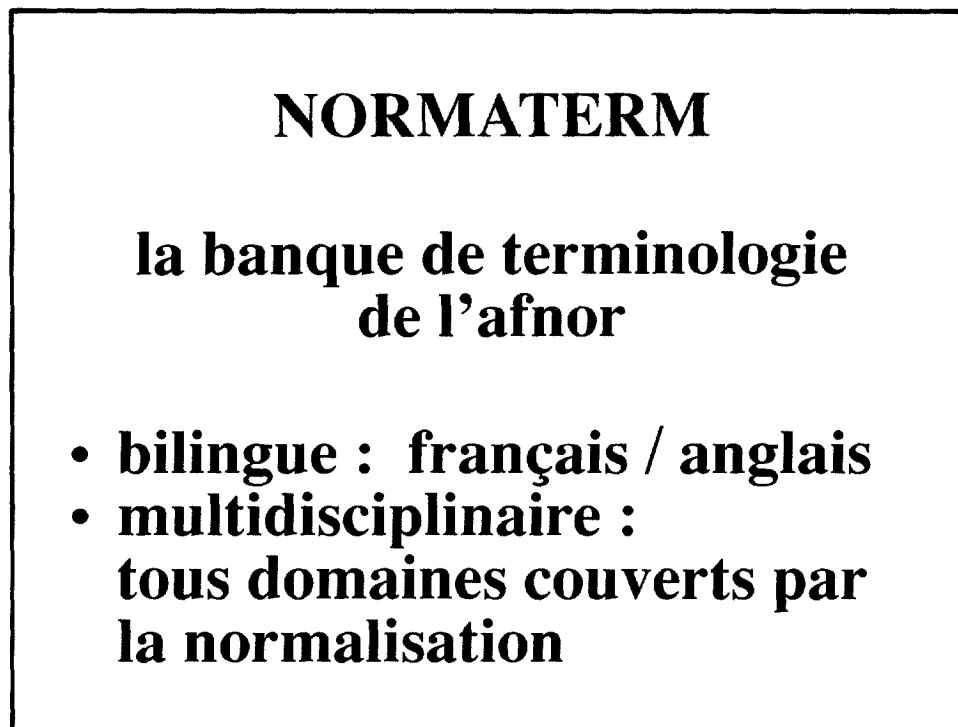 NORMATERM
la banque de terminologie
de l’afnor
• bilingue : français / anglais
• multidisciplinaire :
tous domaines couverts par
la normalisation